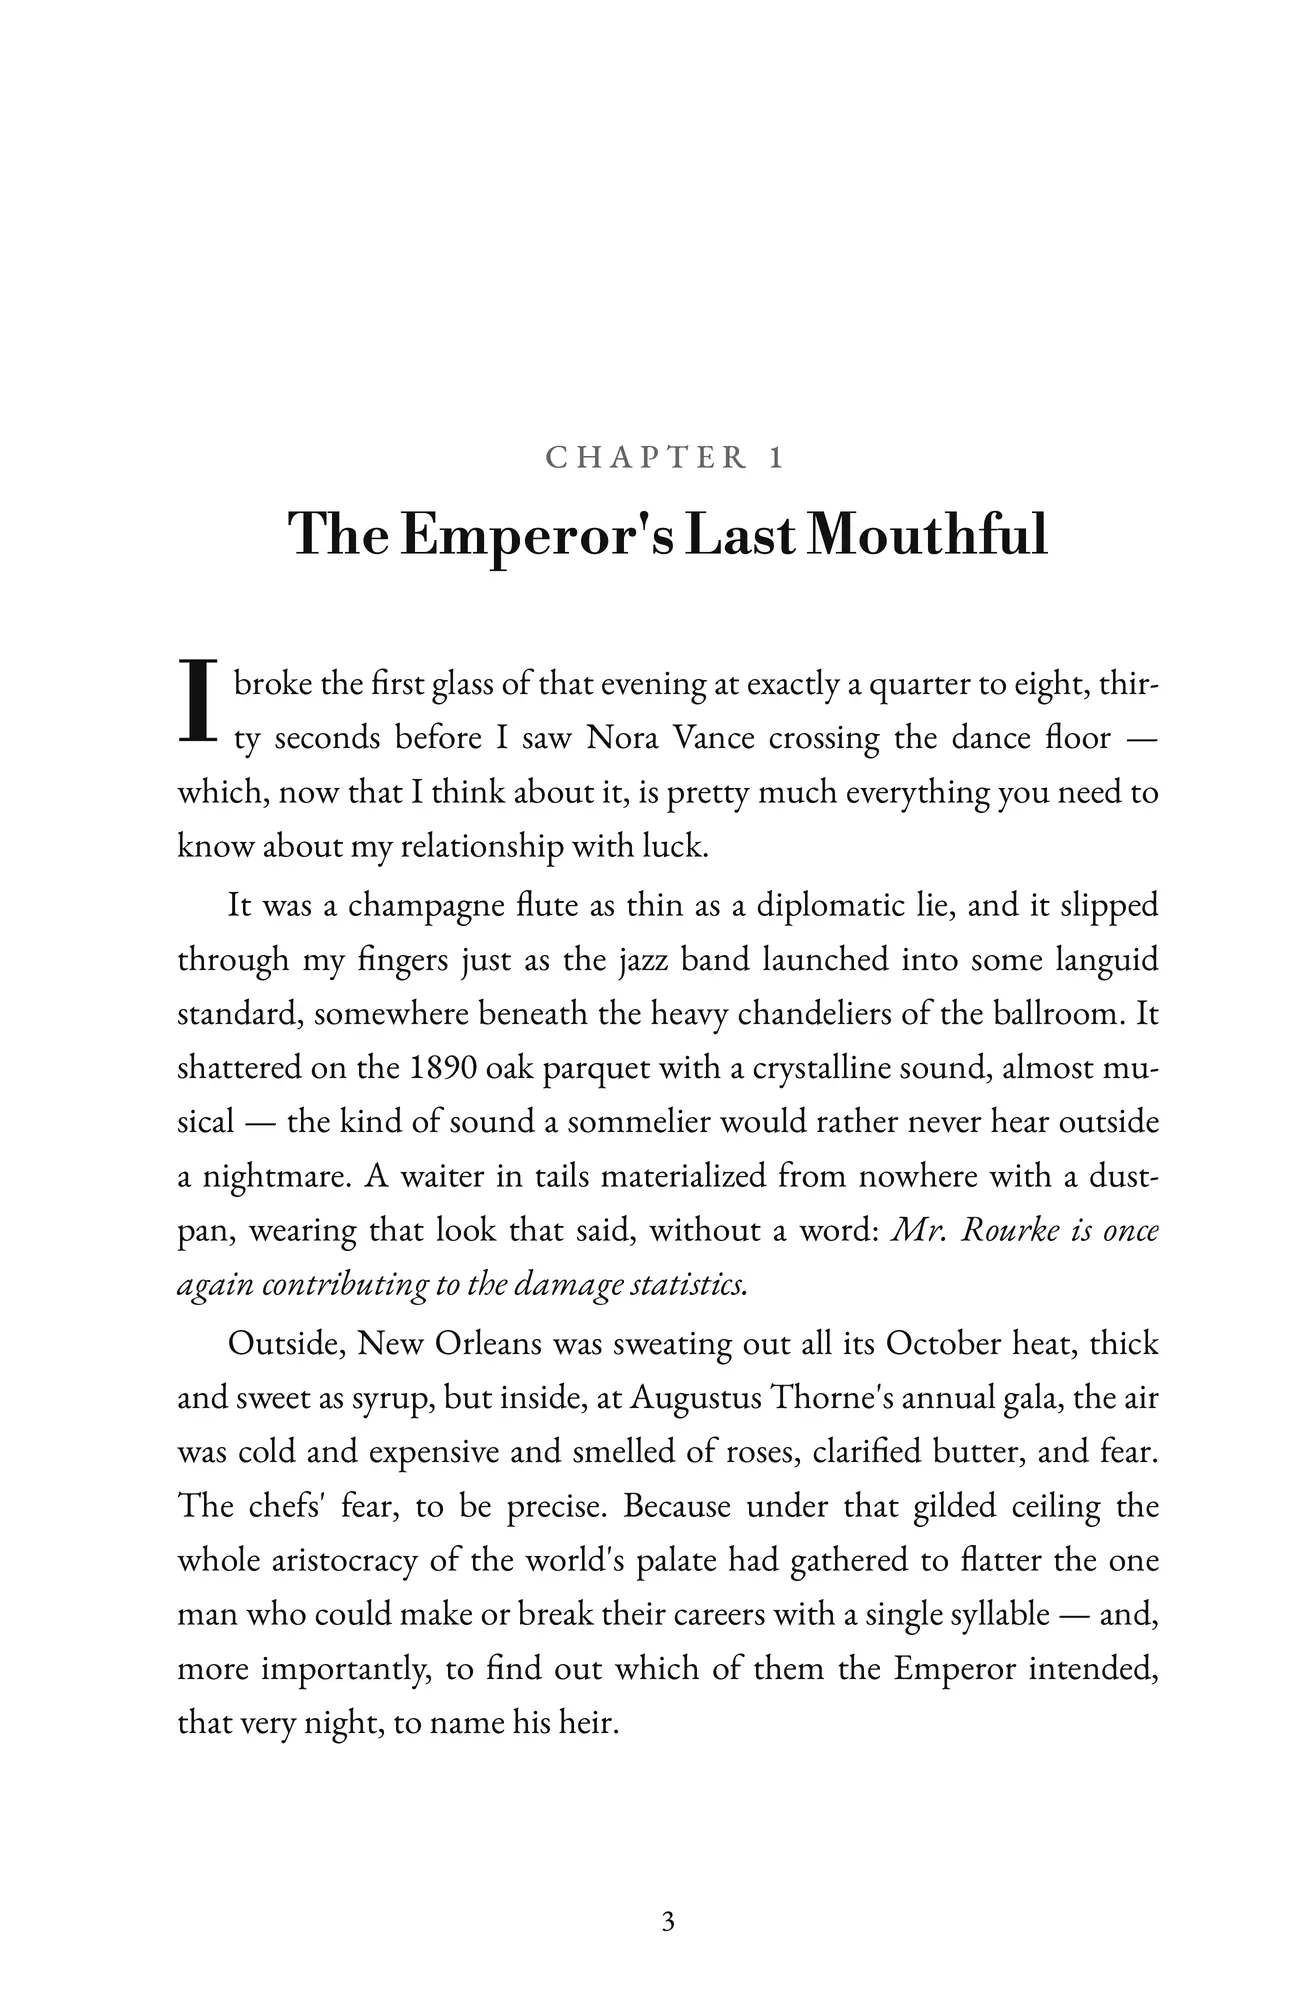 CHAPTER 1
The Emperor's Last Mouthful
I broke the first glass of that evening at exactly a quarter to eight, thir-
ty seconds before I saw Nora Vance crossing the dance floor —
which, now that I think about it, is pretty much everything you need to
know about my relationship with luck.
It was a champagne flute as thin as a diplomatic lie, and it slipped
through my fingers just as the jazz band launched into some languid
standard, somewhere beneath the heavy chandeliers of the ballroom. It
shattered on the 1890 oak parquet with a crystalline sound, almost mu-
sical — the kind of sound a sommelier would rather never hear outside
a nightmare. A waiter in tails materialized from nowhere with a dust-
pan, wearing that look that said, without a word: Mr. Rourke is once
again contributing to the damage statistics.
Outside, New Orleans was sweating out all its October heat, thick
and sweet as syrup, but inside, at Augustus Thorne's annual gala, the air
was cold and expensive and smelled of roses, clarified butter, and fear.
The chefs' fear, to be precise. Because under that gilded ceiling the
whole aristocracy of the world's palate had gathered to flatter the one
man who could make or break their careers with a single syllable — and,
more importantly, to find out which of them the Emperor intended,
that very night, to name his heir.
3